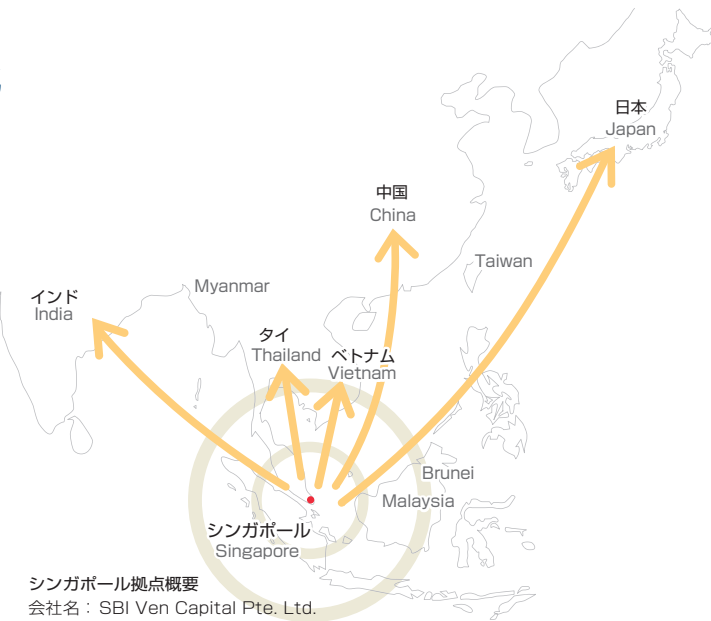 日本
Japan
中国
China
Taiwan
Myanmar
インド
India
タイ
Thailand
ベトナム
Vietnam
Brunei
Malaysia
シンガポール
Singapore
シンガポール拠点概要
会社名：SBI Ven Capital Pte. Ltd.